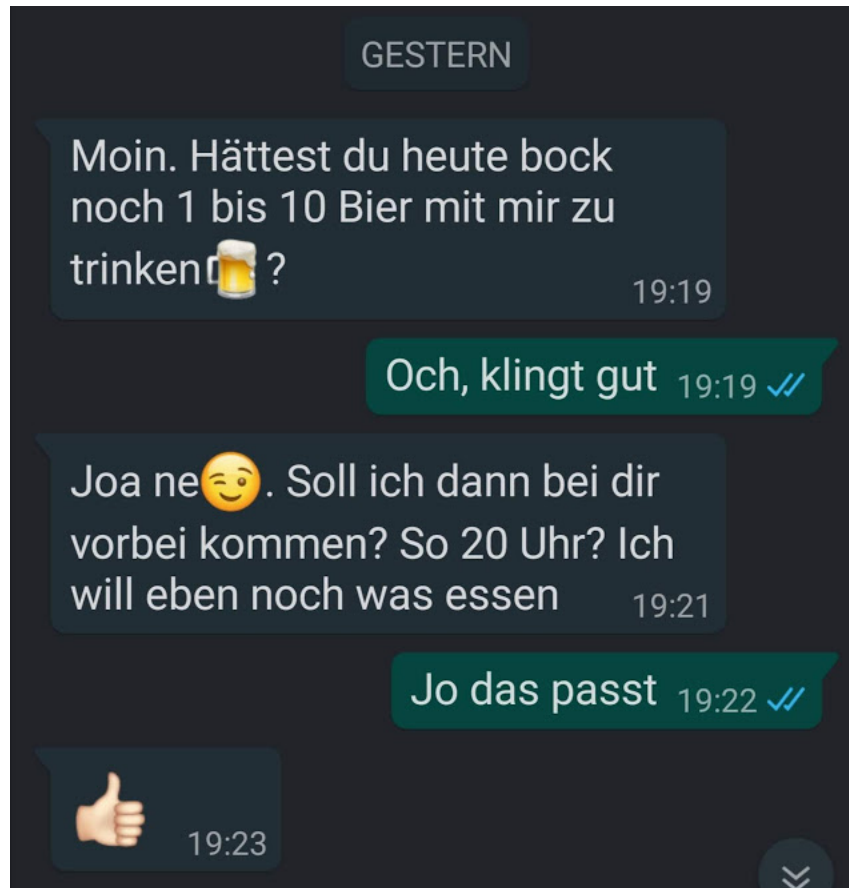 GESTERN
Moin. Hättest du heute bock
noch 1 bis 10 Bier mit mir zu
trinken🍺?
19:19
Och, klingt gut 19:19
Joa ne😉. Soll ich dann bei dir
vorbei kommen? So 20 Uhr? Ich
will eben noch was essen 19:21
Jo das passt 19:22
👍🏻 19:23